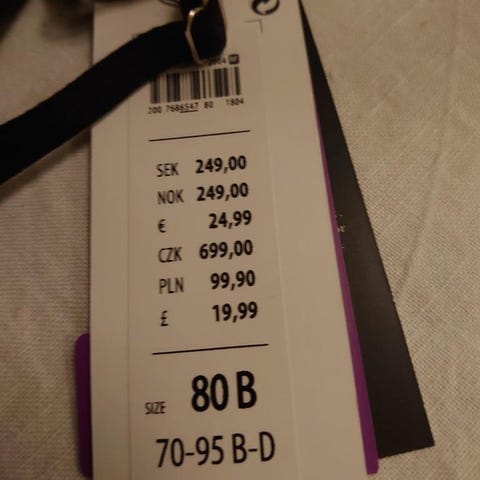 200 7686547 80 1804
SEK 249,00
NOK 249,00
€ 24,99
CZK 699,00
PLN 99,90
£ 19,99
SIZE 80 B
70-95 B-D